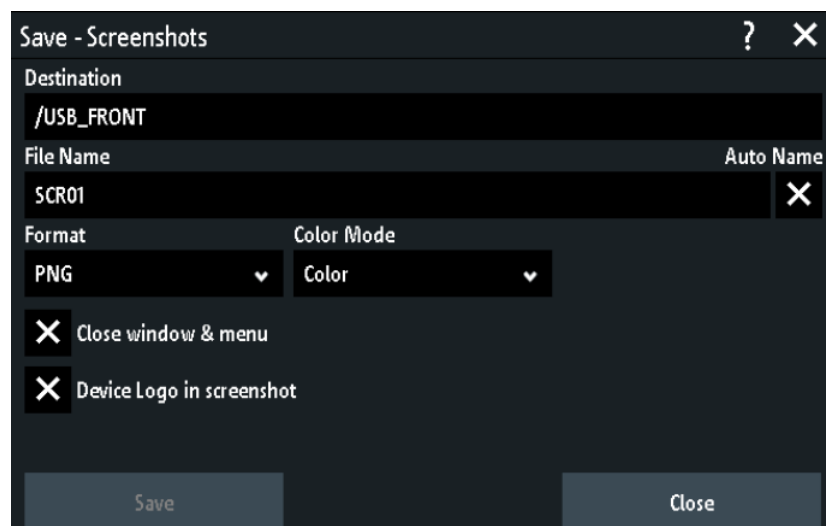 Save - Screenshots ?
Destination
/USB_FRONT
File Name Auto Name
SCR01
Format Color Mode
PNG Color
Close window & menu
Device Logo in screenshot
Save Close